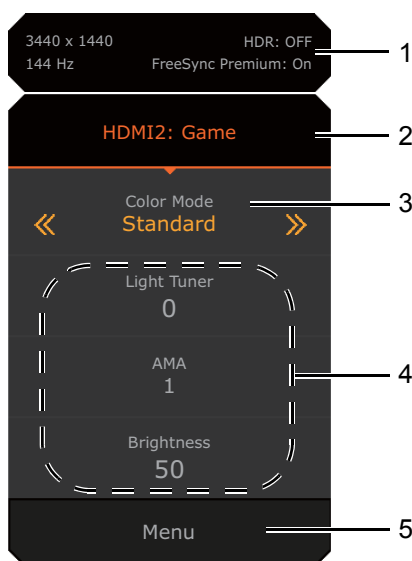 3440 x 1440 HDR: OFF
144 Hz FreeSync Premium: On
1
HDMI2: Game
2
Color Mode
Standard
3
Light Tuner
0
AMA
1
4
Brightness
50
Menu
5